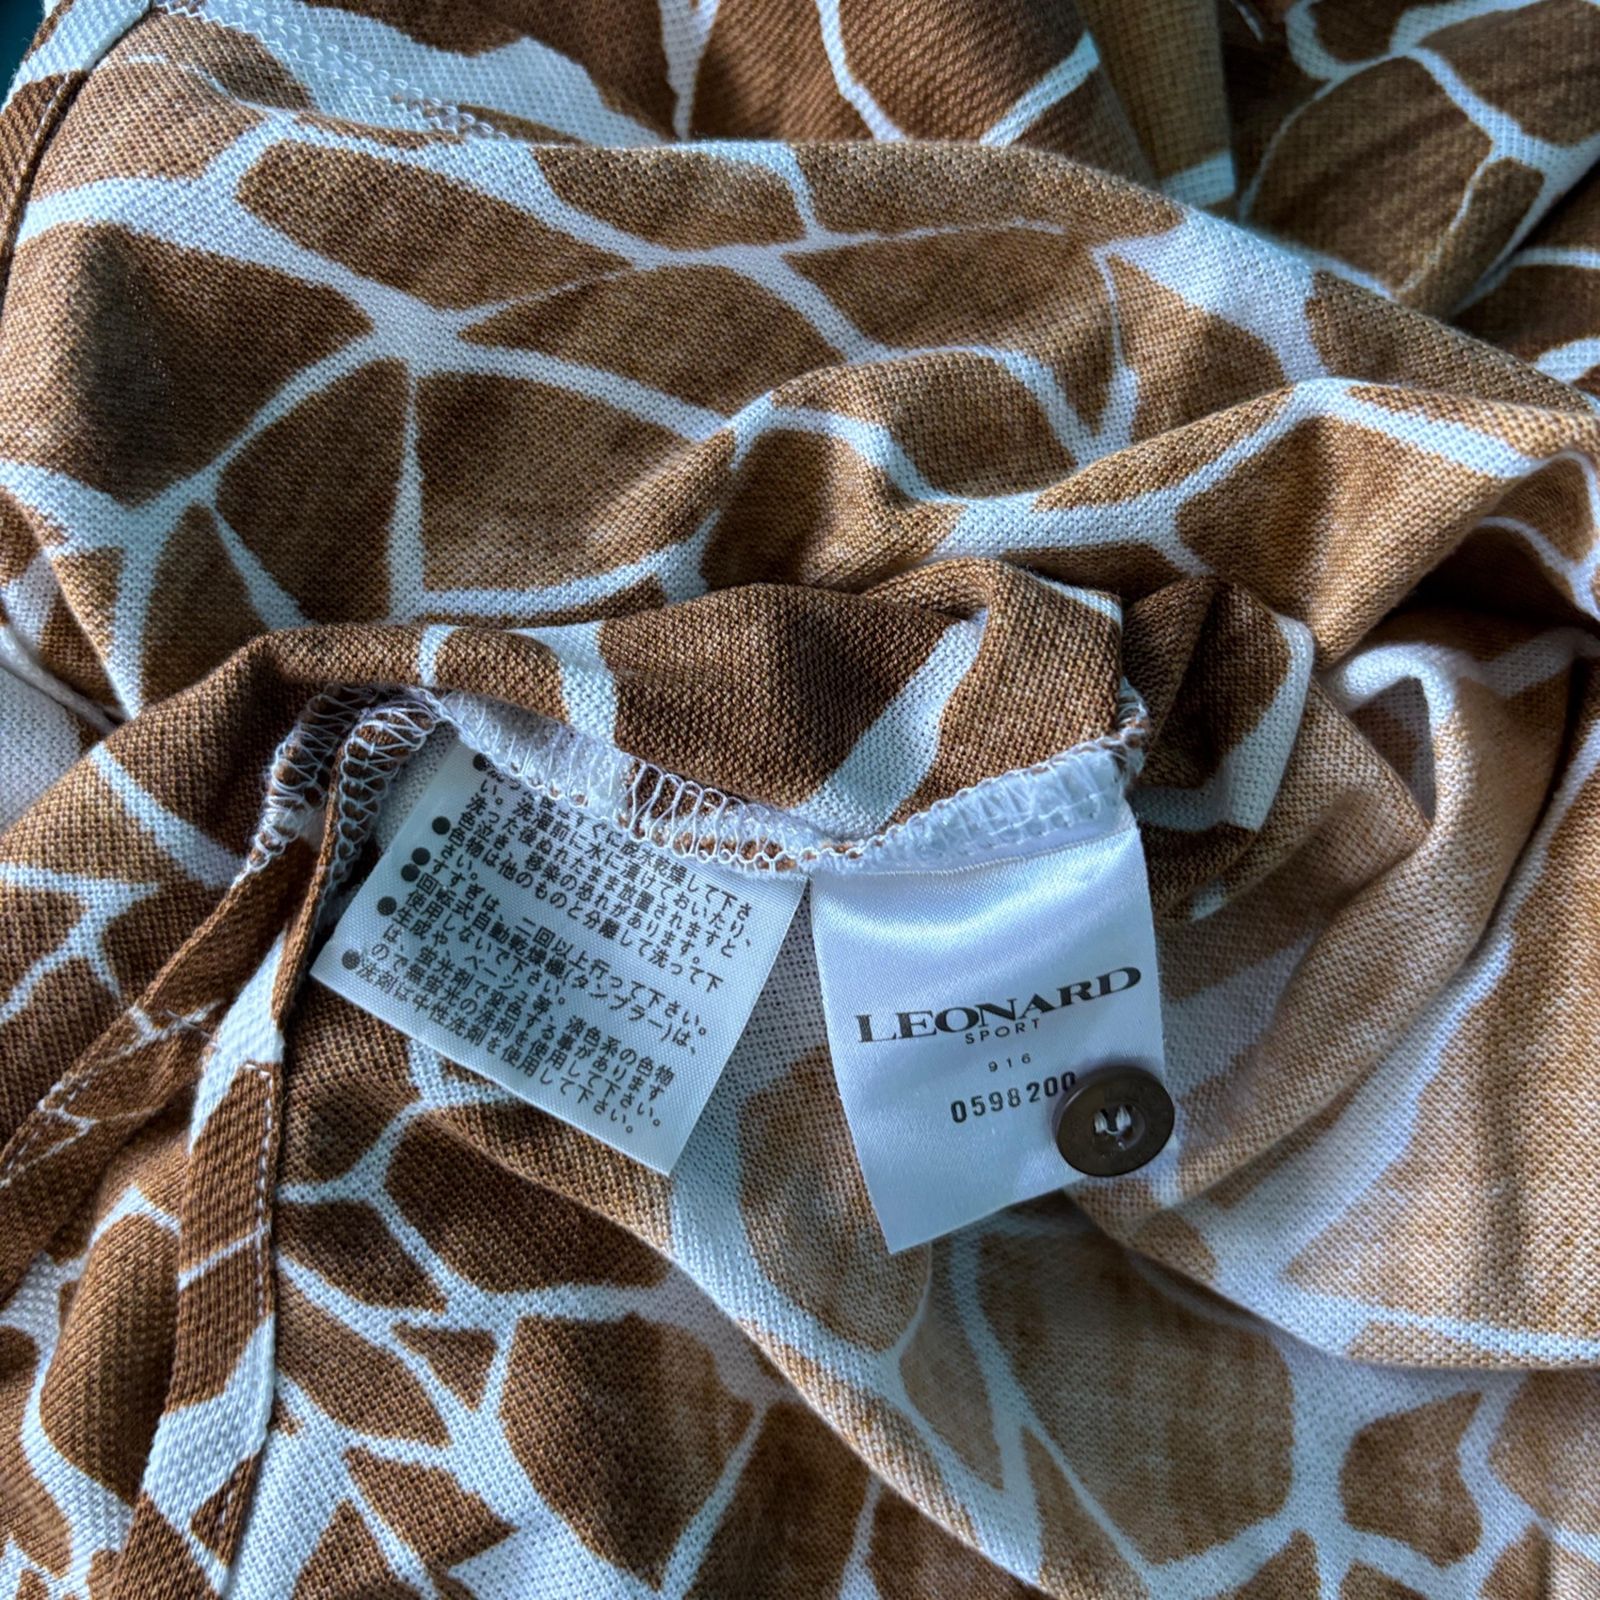 い。洗濯剤に水に漬けておいたり、
洗った後ぬれたまま放置されますと
色泣き、移染の恐れがあります。
●色物は他のものと分離して洗って下
さい。
●すすぎは、二回以上行って下さい。
●回転式自動乾燥機(タンブラー)は、
使用しないで下さい。
●生成や、ベージュ等、淡色系の色物
は、蛍光剤で変色する事があります
ので無蛍光の洗剤を使用して下さい。
●洗剤は中性洗剤を使用して下さい。
LEONARD
SPORT
916
0598200